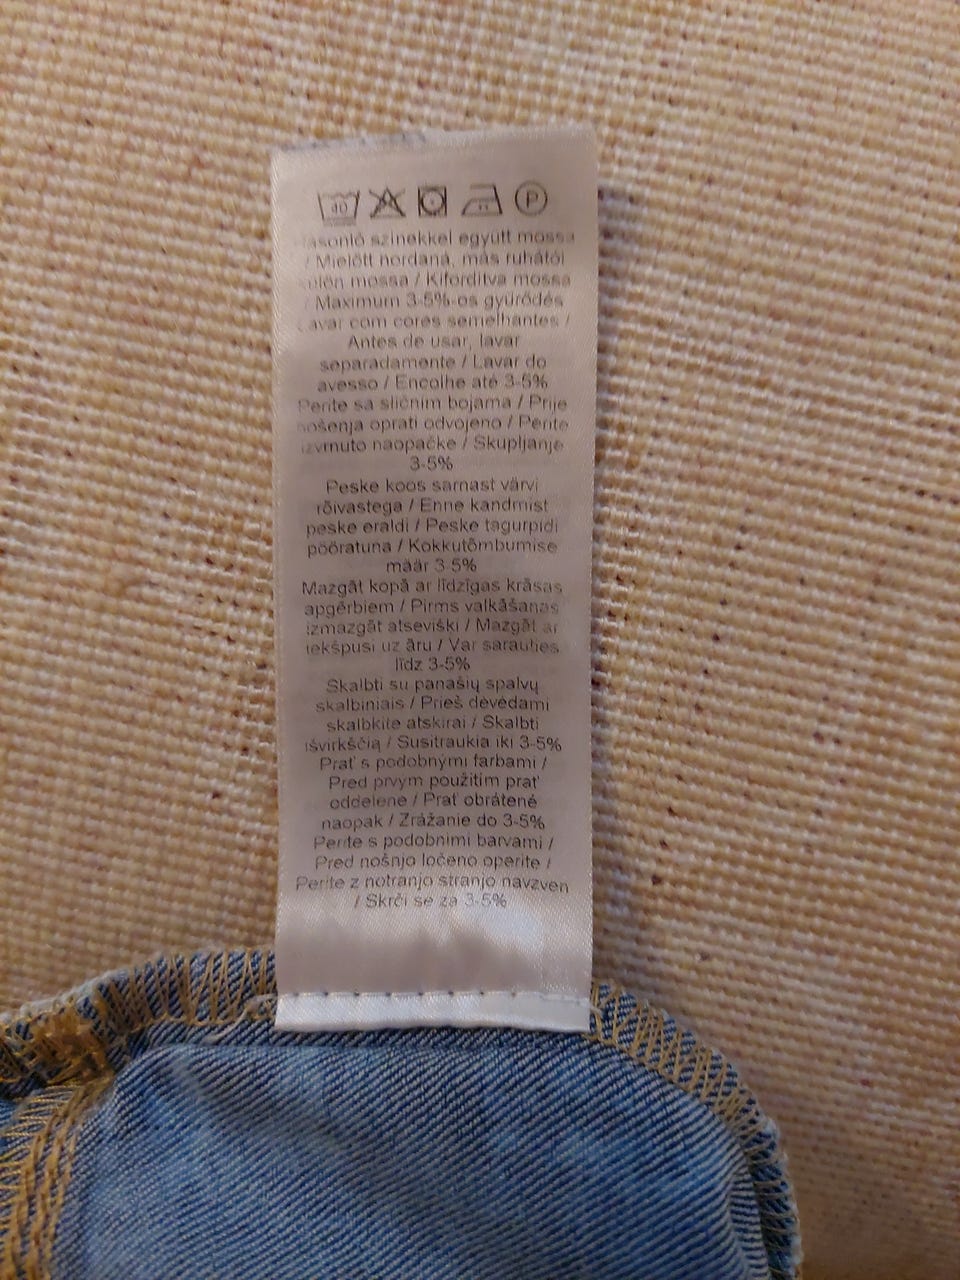 40 P
Hasonló színekkel együtt mossa
/ Mielőtt hordaná, más ruhától
külön mossa / Kifordítva mossa
/ Maximum 3-5%-os gyűrődés
Lavar com cores semelhantes /
Antes de usar, lavar
separadamente / Lavar do
avesso / Encolhe até 3-5%
Perite sa sličnim bojama / Prije
nošenja oprati odvojeno / Perite
izvrnuto naopačke / Skupljanje
3-5%
Peske koos sarnast värvi
rõivastega / Enne kandmist
peske eraldi / Peske tagurpidi
pööratuna / Kokkutõmbumise
määr 3-5%
Mazgāt kopā ar līdzīgas krāsas
apģērbiem / Pirms valkāšanas
izmazgāt atsevišķi / Mazgāt ar
iekšpusi uz āru / Var sarauties
līdz 3-5%
Skalbti su panašių spalvų
skalbiniais / Prieš devėdami
skalbkite atskirai / Skalbti
išvirkščią / Susitraukia iki 3-5%
Prať s podobnými farbami /
Pred prvým použitím prať
oddelene / Prať obrátené
naopak / Zrážanie do 3-5%
Perite s podobnimi barvami /
Pred nošnjo ločeno operite /
Perite z notranjo stranjo navzven
/ Skrči se za 3-5%